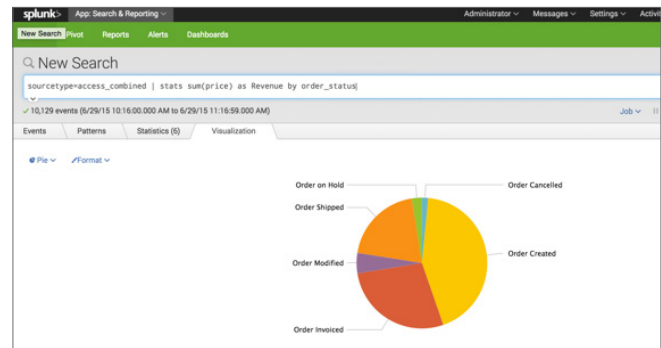 splunk> App: Search & Reporting Administrator Messages Settings Activi
New Search Pivot Reports Alerts Dashboards
New Search
sourcetype=access_combined | stats sum(price) as Revenue by order_status
10,129 events (6/29/15 10:16:00.000 AM to 6/29/15 11:16:59.000 AM) Job
Events Patterns Statistics (6) Visualization
Pie Format
Order on Hold Order Cancelled
Order Shipped
Order Created
Order Modified
Order Invoiced